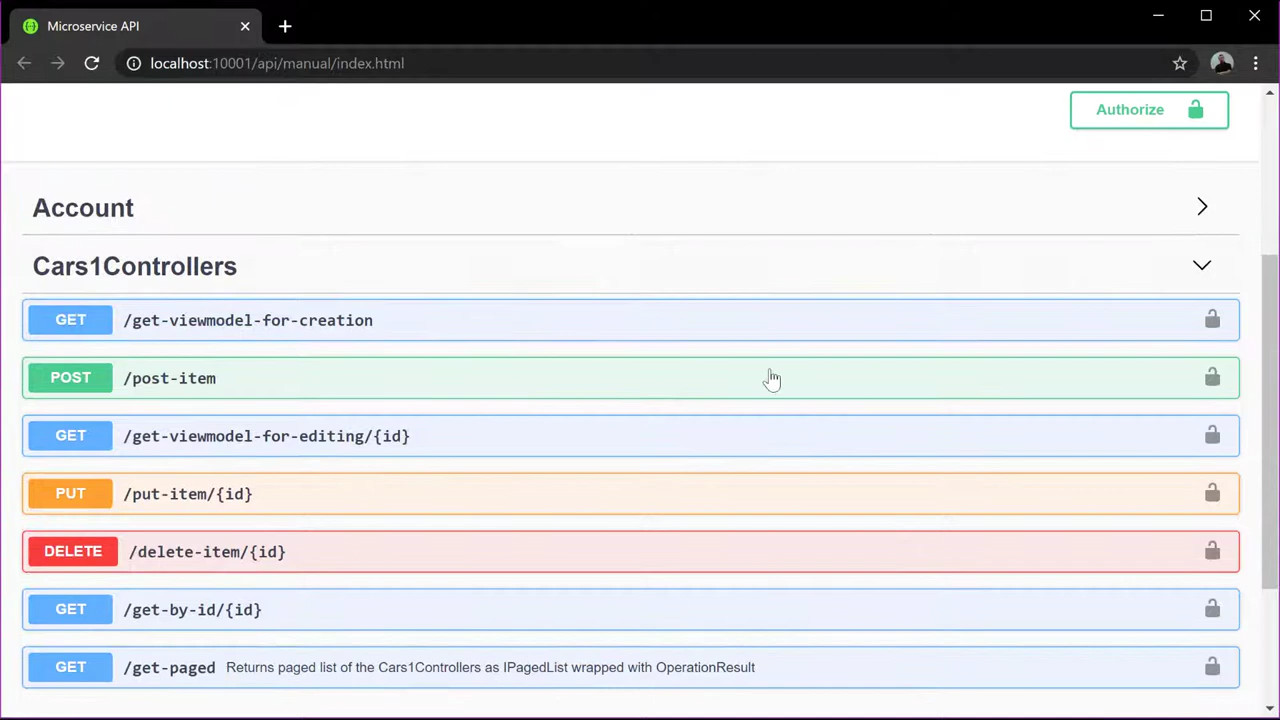 Microservice API
localhost:10001/api/manual/index.html
Authorize
Account
Cars1Controllers
GET /get-viewmodel-for-creation
POST /post-item
GET /get-viewmodel-for-editing/{id}
PUT /put-item/{id}
DELETE /delete-item/{id}
GET /get-by-id/{id}
GET /get-paged Returns paged list of the Cars1Controllers as IPagedList wrapped with OperationResult